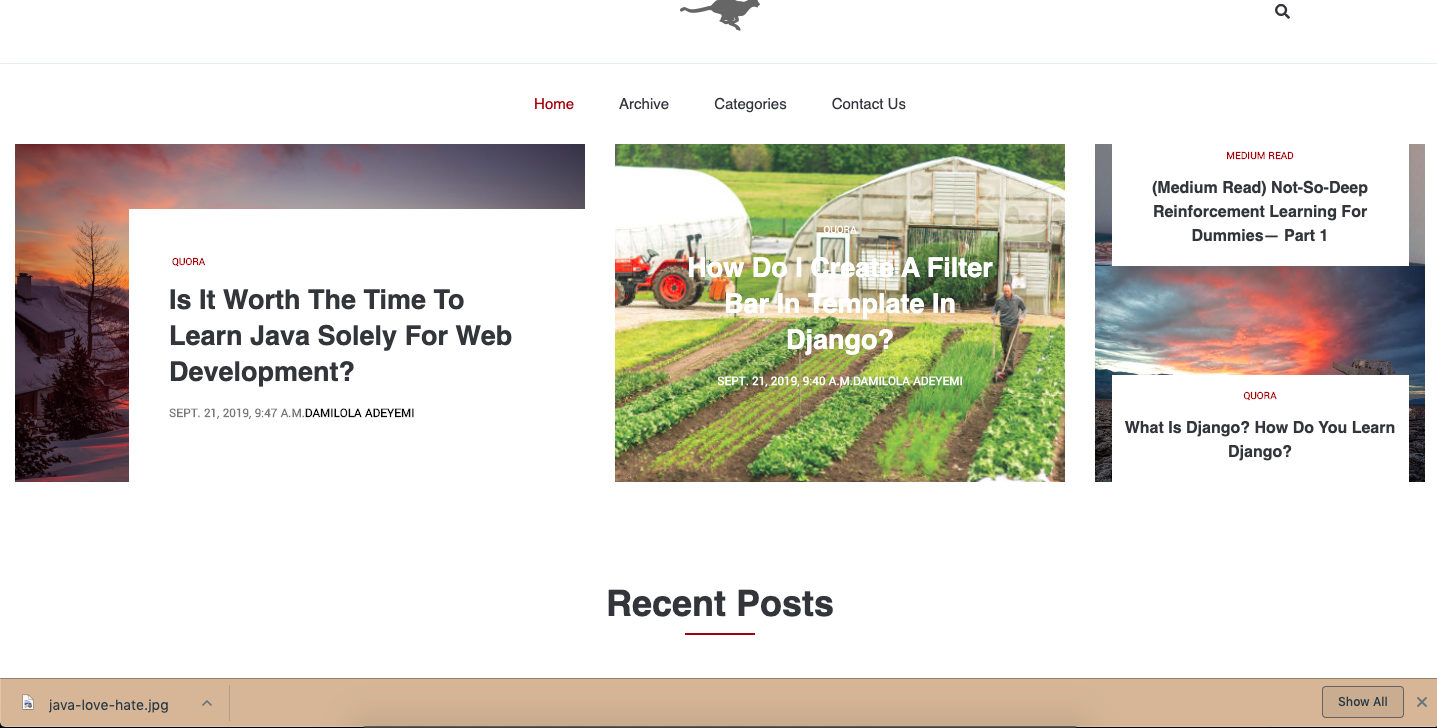 Home Archive Categories Contact Us
QUORA
Is It Worth The Time To
Learn Java Solely For Web
Development?
SEPT. 21, 2019, 9:47 A.M.DAMILOLA ADEYEMI
QUORA
How Do I Create A Filter
Bar In Template In
Django?
SEPT. 21, 2019, 9:40 A.M.DAMILOLA ADEYEMI
MEDIUM READ
(Medium Read) Not-So-Deep
Reinforcement Learning For
Dummies— Part 1
QUORA
What Is Django? How Do You Learn
Django?
Recent Posts
java-love-hate.jpg
Show All